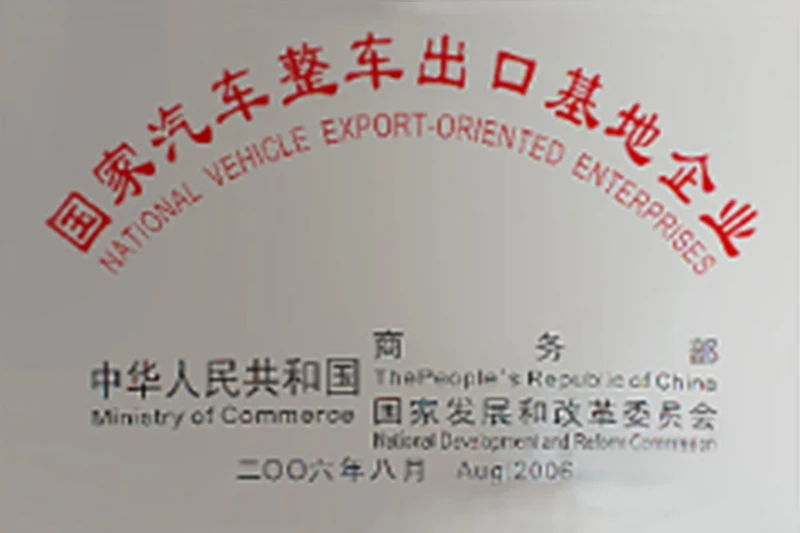 国家汽车整车出口基地企业
NATIONAL VEHICLE EXPORT-ORIENTED ENTERPRISES
商务部
中华人民共和国 ThePeople's Republic of China
Ministry of Commerce 国家发展和改革委员会
National Development and Reform Commission
二〇〇六年八月 Aug 2006